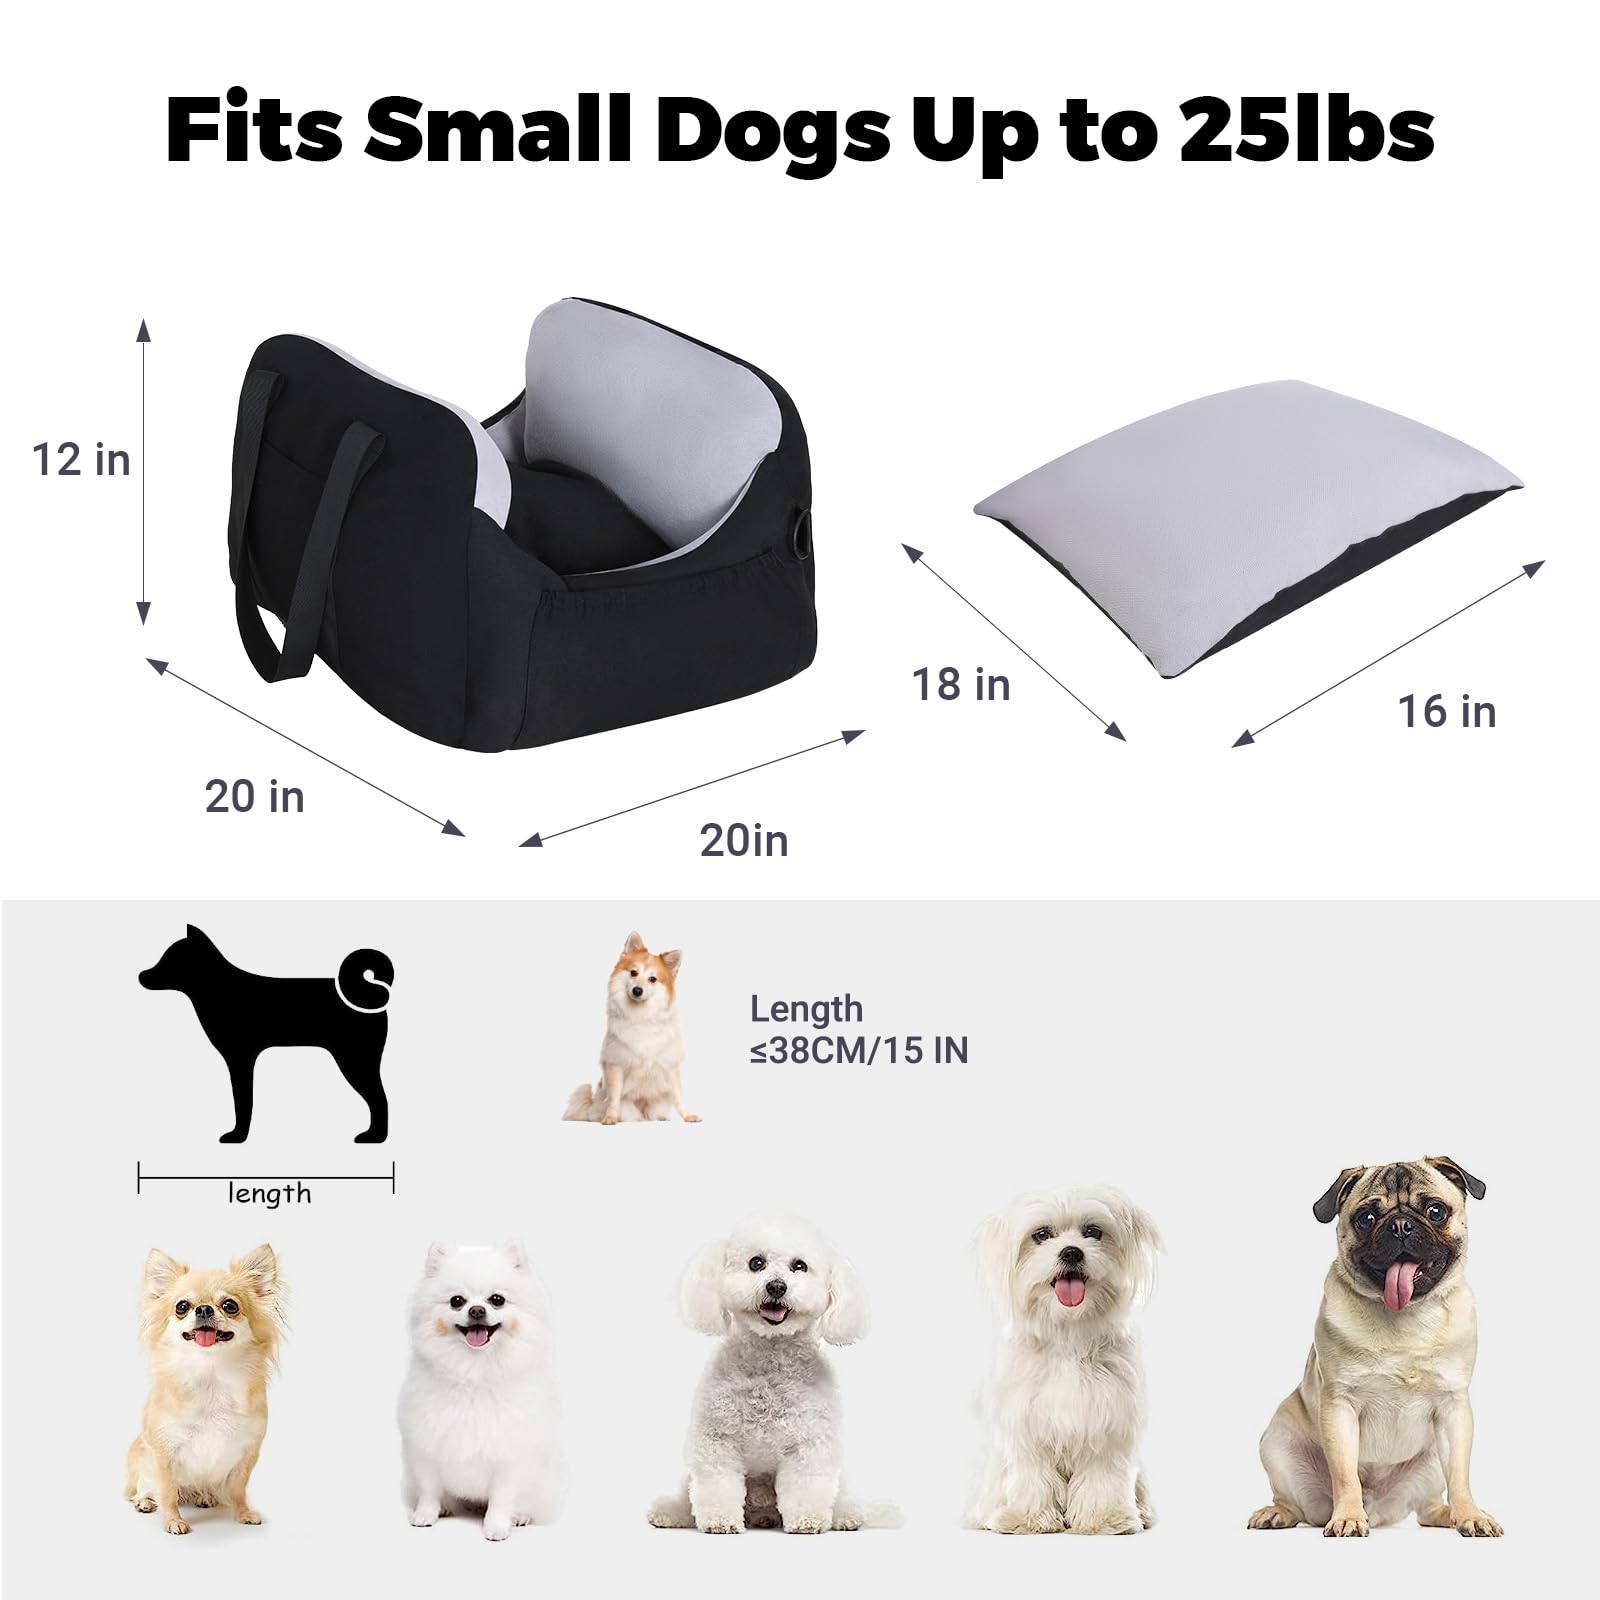 Fits Small Dogs Up to 25lbs
12 in
20 in
20in
18 in
16 in
Length
≤38CM/15 IN
length